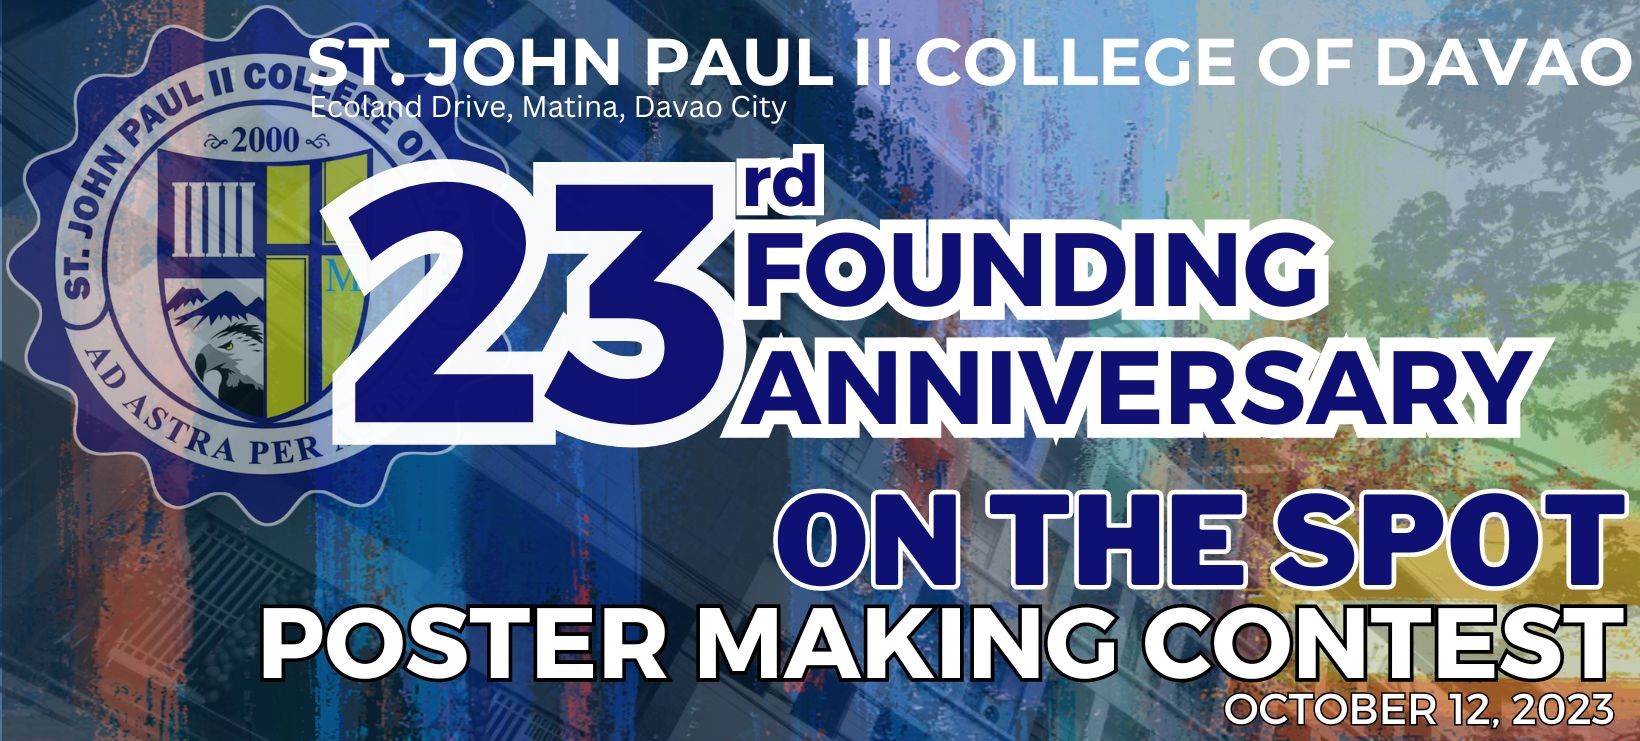 ST. JOHN PAUL II COLLEGE OF DAVAO
Ecoland Drive, Matina, Davao City
ST. JOHN PAUL II COLLEGE O
2000
M
AD ASTRA PER
23rd
FOUNDING
ANNIVERSARY
ON THE SPOT
POSTER MAKING CONTEST
OCTOBER 12, 2023